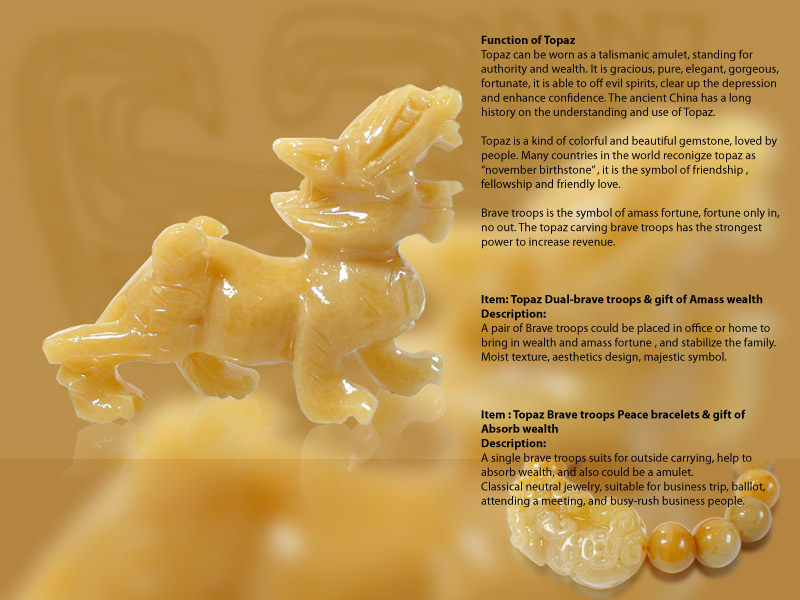 Function of Topaz
Topaz can be worn as a talismanic amulet, standing for
authority and wealth. It is gracious, pure, elegant, gorgeous,
fortunate, it is able to off evil spirits, clear up the depression
and enhance confidence. The ancient China has a long
history on the understanding and use of Topaz.
Topaz is a kind of colorful and beautiful gemstone, loved by
people. Many countries in the world reconigze topaz as
“november birthstone” , it is the symbol of friendship ,
fellowship and friendly love.
Brave troops is the symbol of amass fortune, fortune only in,
no out. The topaz carving brave troops has the strongest
power to increase revenue.
Item: Topaz Dual-brave troops & gift of Amass wealth
Description:
A pair of Brave troops could be placed in office or home to
bring in wealth and amass fortune , and stabilize the family.
Moist texture, aesthetics design, majestic symbol.
Item : Topaz Brave troops Peace bracelets & gift of
Absorb wealth
Description:
A single brave troops suits for outside carrying, help to
absorb wealth, and also could be a amulet.
Classical neutral jewelry, suitable for business trip, balllot,
attending a meeting, and busy-rush business people.